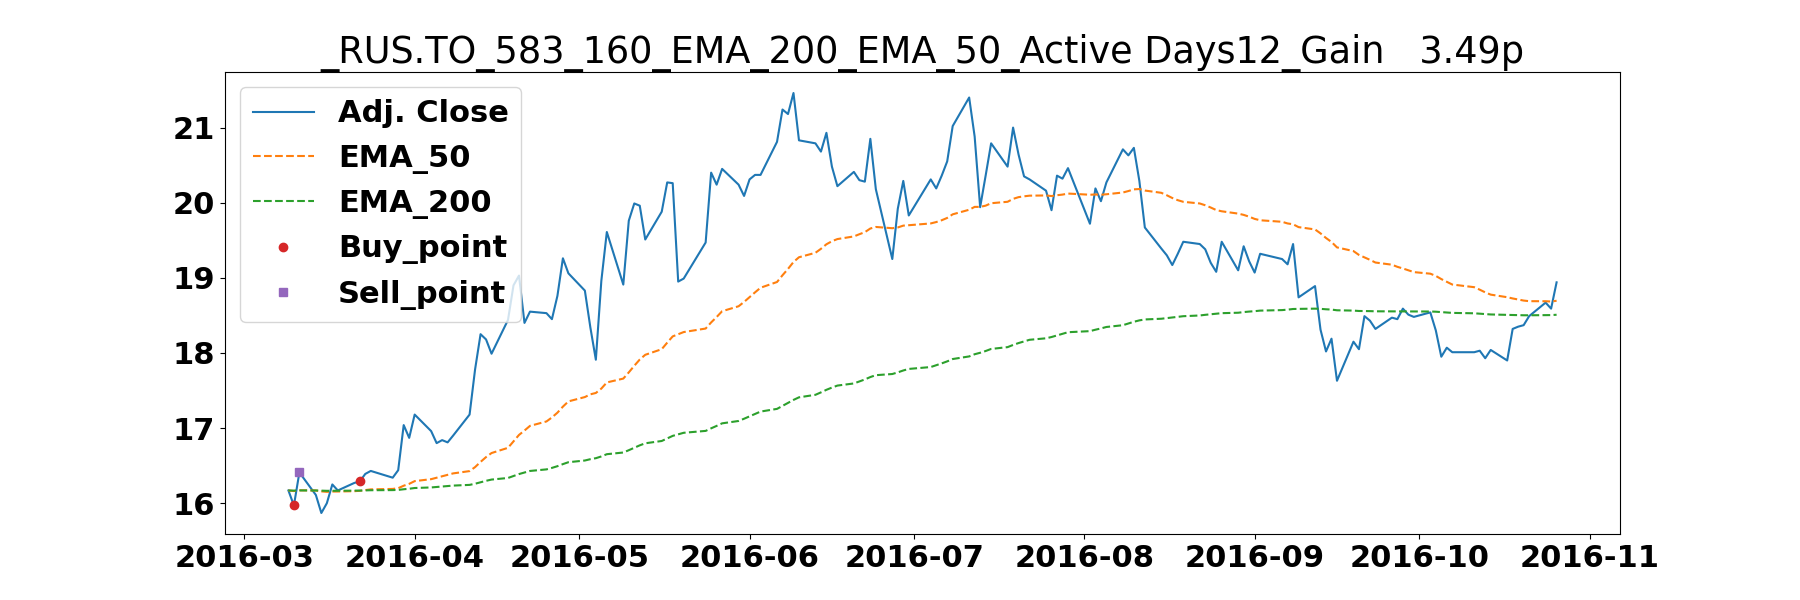 _RUS.TO_583_160_EMA_200_EMA_50_Active Days12_Gain   3.49p
Adj. Close
EMA_50
EMA_200
Buy_point
Sell_point
21
20
19
18
17
16
2016-03 2016-04 2016-05 2016-06 2016-07 2016-08 2016-09 2016-10 2016-11